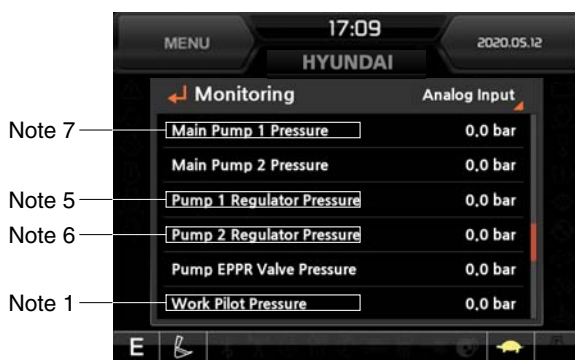 17:09
MENU
2020.05.12
HYUNDAI
Monitoring Analog Input
Note 7 Main Pump 1 Pressure 0.0 bar
Main Pump 2 Pressure 0.0 bar
Note 5 Pump 1 Regulator Pressure 0.0 bar
Note 6 Pump 2 Regulator Pressure 0.0 bar
Pump EPPR Valve Pressure 0.0 bar
Note 1 Work Pilot Pressure 0.0 bar
E